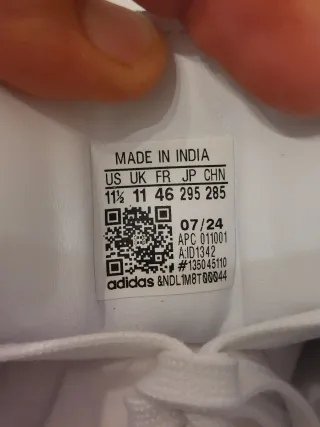 MADE IN INDIA
US UK FR JP CHN
11½ 11 46 295 285
07/24
APC 011001
A:ID1342
#135045110
adidas &NDL1M8T00044